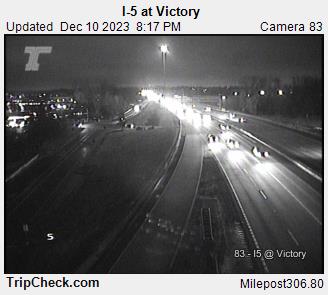 I-5 at Victory
Updated Dec 10 2023 8:17 PM Camera 83
S
83 - I5 @ Victory
TripCheck.com Milepost306.80